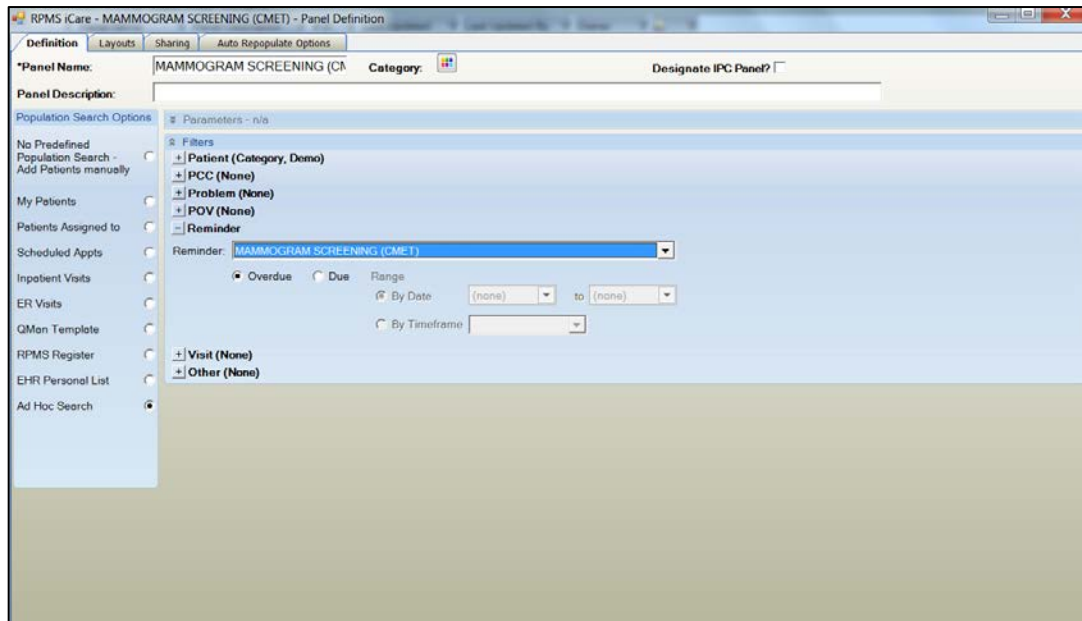 RPMS iCare - MAMMOGRAM SCREENING (CMET) - Panel Definition
Definition Layouts Sharing Auto Repopulate Options
*Panel Name: MAMMOGRAM SCREENING (CM Category: Designate IPC Panel?
Panel Description:
Population Search Options
No Predefined
Population Search -
Add Patients manually
My Patients
Patients Assigned to
Scheduled Appts
Inpatient Visits
ER Visits
QMan Template
RPMS Register
EHR Personal List
Ad Hoc Search
Parameters - n/a
Filters
Patient (Category, Demo)
PCC (None)
Problem (None)
POV (None)
Reminder
Reminder: MAMMOGRAM SCREENING (CMET)
Overdue Due Range
By Date (none) to (none)
By Timeframe
Visit (None)
Other (None)